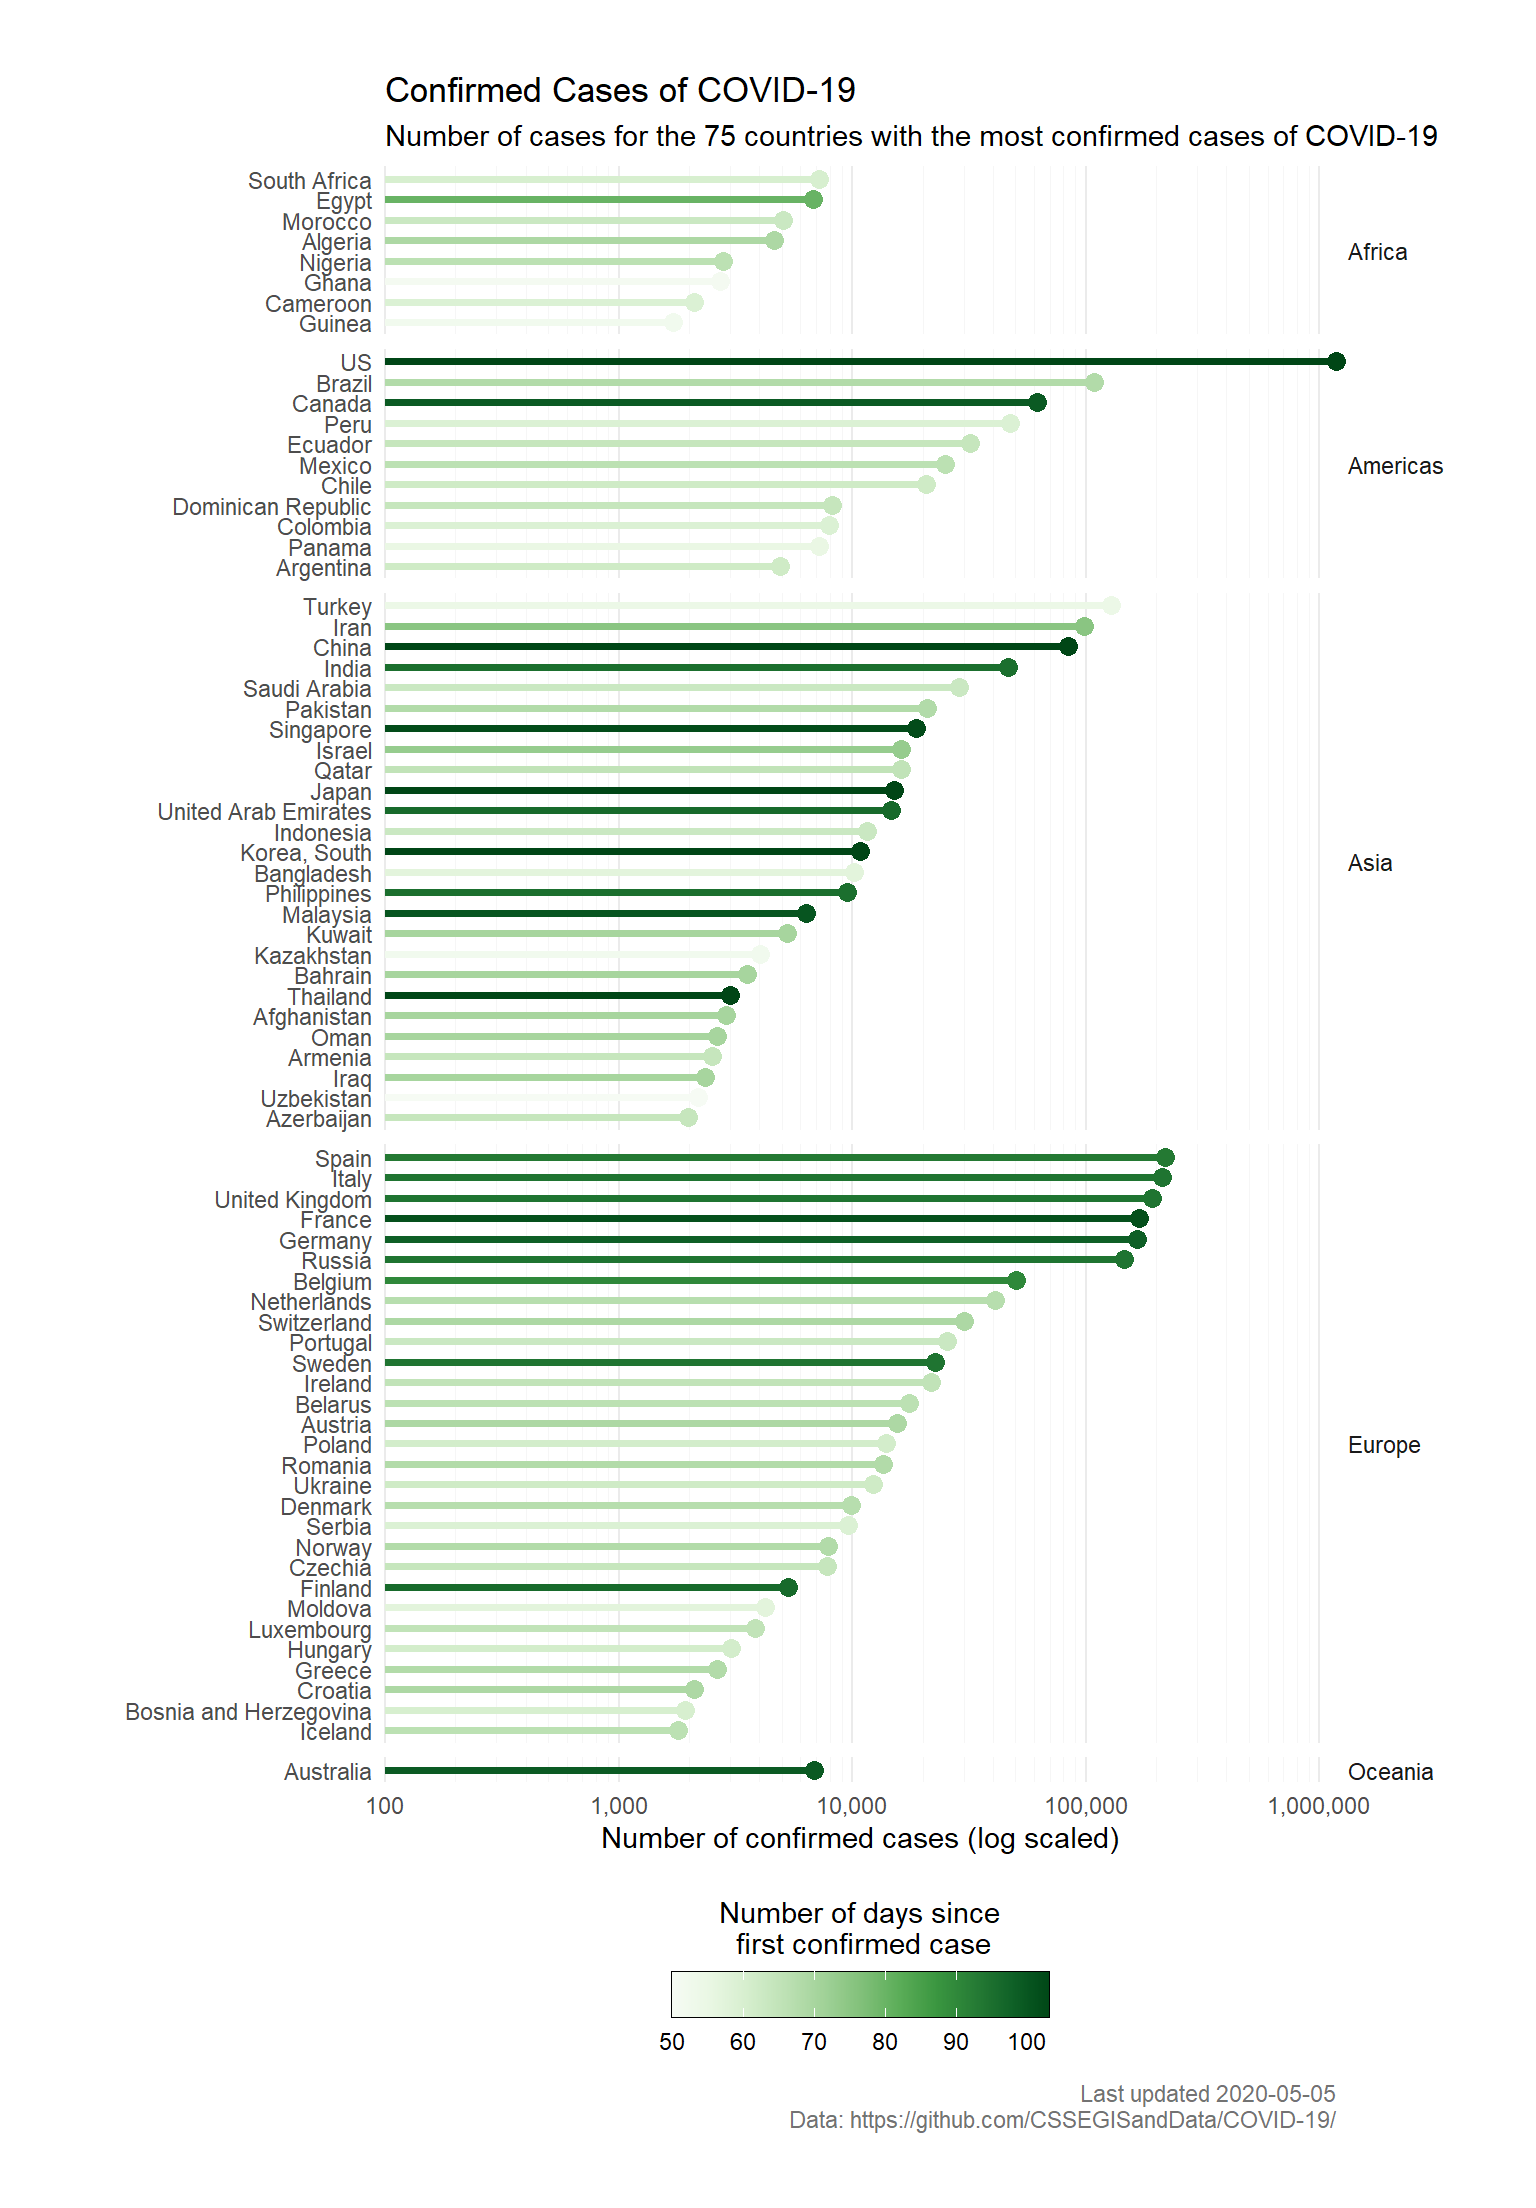 Confirmed Cases of COVID-19
Number of cases for the 75 countries with the most confirmed cases of COVID-19
South Africa
Egypt
Morocco
Algeria
Nigeria
Ghana
Cameroon
Guinea
Africa
US
Brazil
Canada
Peru
Ecuador
Mexico
Chile
Dominican Republic
Colombia
Panama
Argentina
Americas
Turkey
Iran
China
India
Saudi Arabia
Pakistan
Singapore
Israel
Qatar
Japan
United Arab Emirates
Indonesia
Korea, South
Bangladesh
Philippines
Malaysia
Kuwait
Kazakhstan
Bahrain
Thailand
Afghanistan
Oman
Armenia
Iraq
Uzbekistan
Azerbaijan
Asia
Spain
Italy
United Kingdom
France
Germany
Russia
Belgium
Netherlands
Switzerland
Portugal
Sweden
Ireland
Belarus
Austria
Poland
Romania
Ukraine
Denmark
Serbia
Norway
Czechia
Finland
Moldova
Luxembourg
Hungary
Greece
Croatia
Bosnia and Herzegovina
Iceland
Europe
Australia
Oceania
100 1,000 10,000 100,000 1,000,000
Number of confirmed cases (log scaled)
Number of days since
first confirmed case
50 60 70 80 90 100
Last updated 2020-05-05
Data: https://github.com/CSSEGISandData/COVID-19/